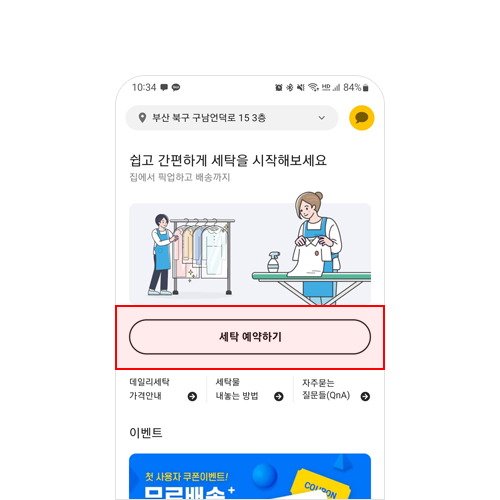 10:34 84%
부산 북구 구남언덕로 15 3층
쉽고 간편하게 세탁을 시작해보세요
집에서 픽업하고 배송까지
세탁 예약하기
데일리세탁
가격안내
세탁물
내놓는 방법
자주묻는
질문들(QnA)
이벤트
첫 사용자 쿠폰이벤트!
무료배송+
COUPON